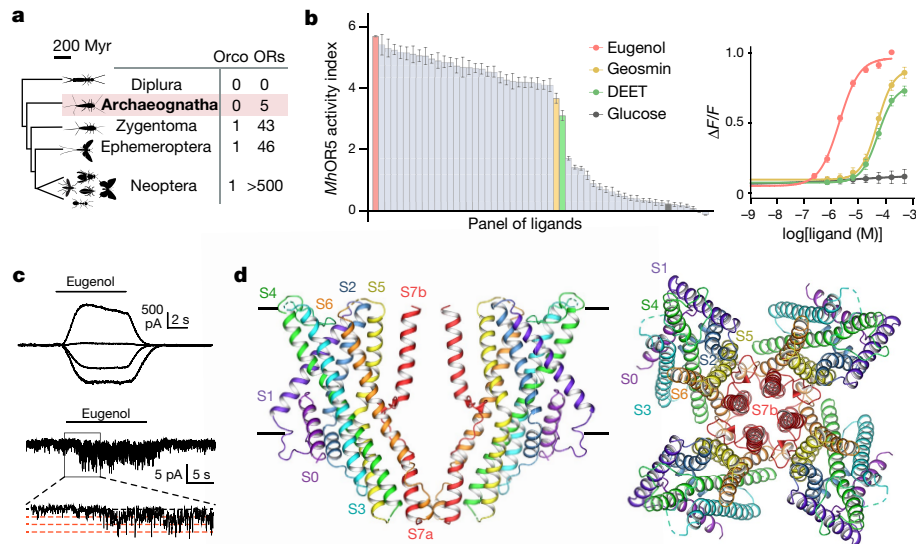 a
200 Myr
Orco ORs
Diplura 0 0
Archaeognatha 0 5
Zygentoma 1 43
Ephemeroptera 1 46
Neoptera 1 >500
b
MhOR5 activity index
6
4
2
0
Panel of ligands
Eugenol
Geosmin
DEET
Glucose
ΔF/F
1.0
0.5
0
–9 –8 –7 –6 –5 –4 –3
log[ligand (M)]
c
Eugenol
500
pA
2 s
Eugenol
5 pA
5 s
d
S4
S2
S5
S6
S7b
S1
S0
S3
S7a
S1
S4
S5
S2
S0
S6
S7b
S3